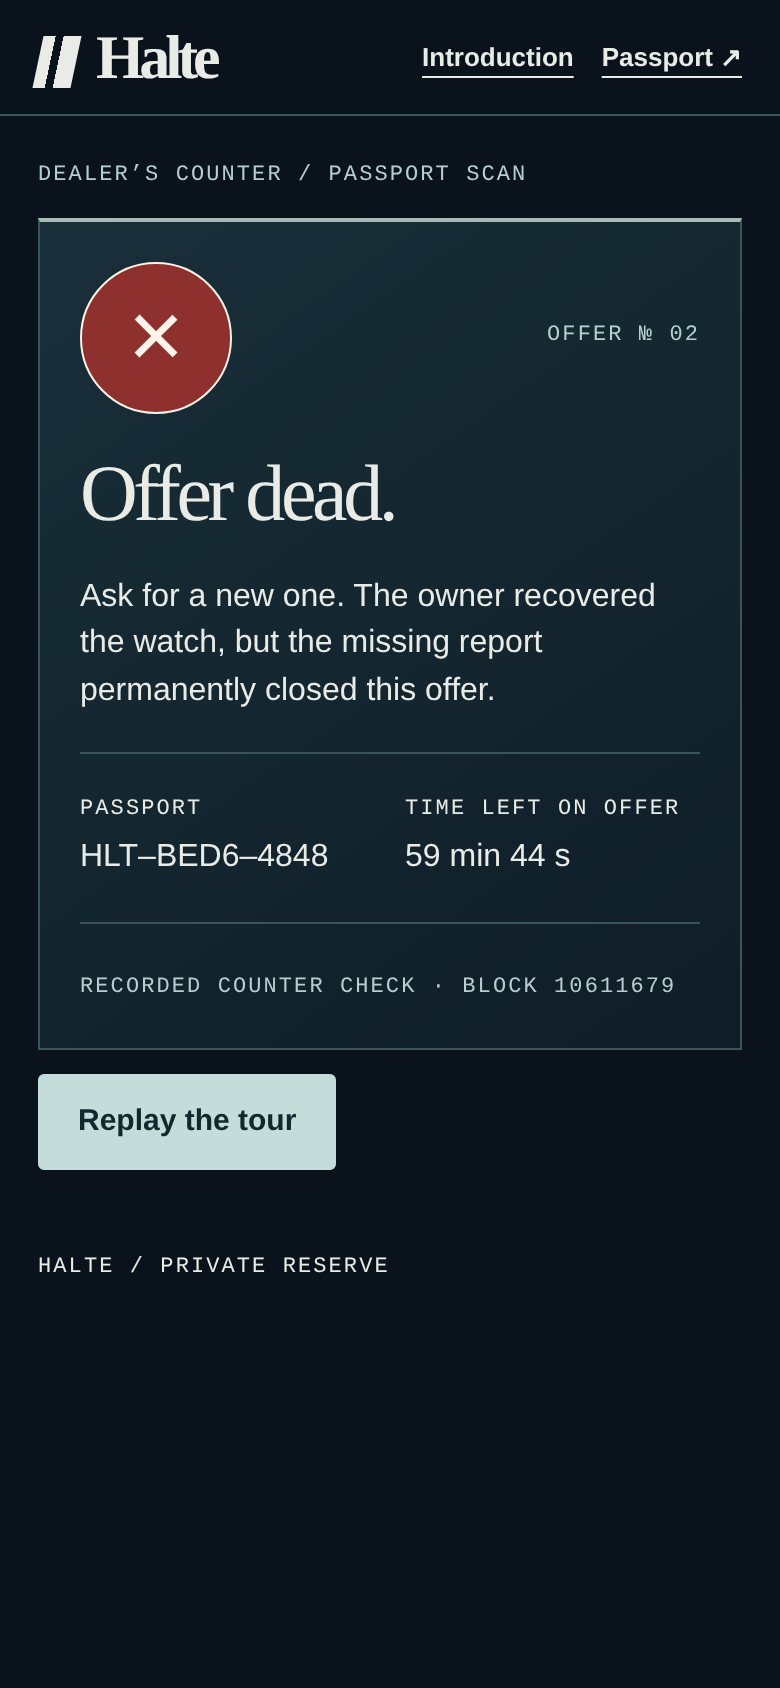 Halte
Introduction Passport ↗
DEALER’S COUNTER / PASSPORT SCAN
OFFER № 02
Offer dead.
Ask for a new one. The owner recovered
the watch, but the missing report
permanently closed this offer.
PASSPORT TIME LEFT ON OFFER
HLT–BED6–4848 59 min 44 s
RECORDED COUNTER CHECK · BLOCK 10611679
Replay the tour
HALTE / PRIVATE RESERVE